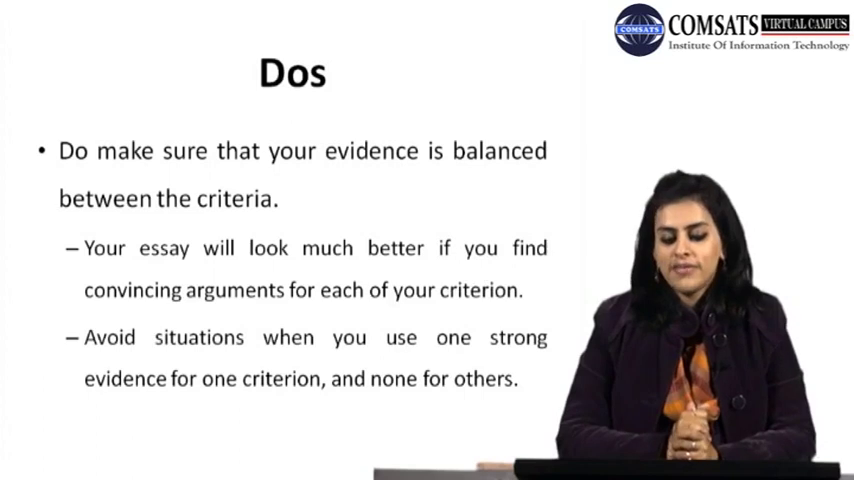 COMSATS VIRTUAL CAMPUS
COMSATS
Institute Of Information Technology
Dos
• Do make sure that your evidence is balanced
between the criteria.
– Your essay will look much better if you find
convincing arguments for each of your criterion.
– Avoid situations when you use one strong
evidence for one criterion, and none for others.